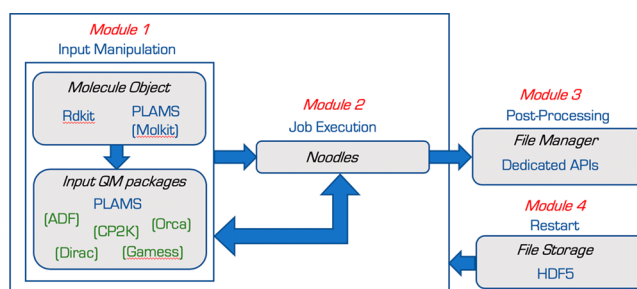 Module 1
Input Manipulation
Molecule Object
Rdkit
PLAMS
(Molkit)
Input QM packages
PLAMS
(ADF)
(CP2K)
(Orca)
(Dirac)
(Gamess)
Module 2
Job Execution
Noodles
Module 3
Post-Processing
File Manager
Dedicated APIs
Module 4
Restart
File Storage
HDF5